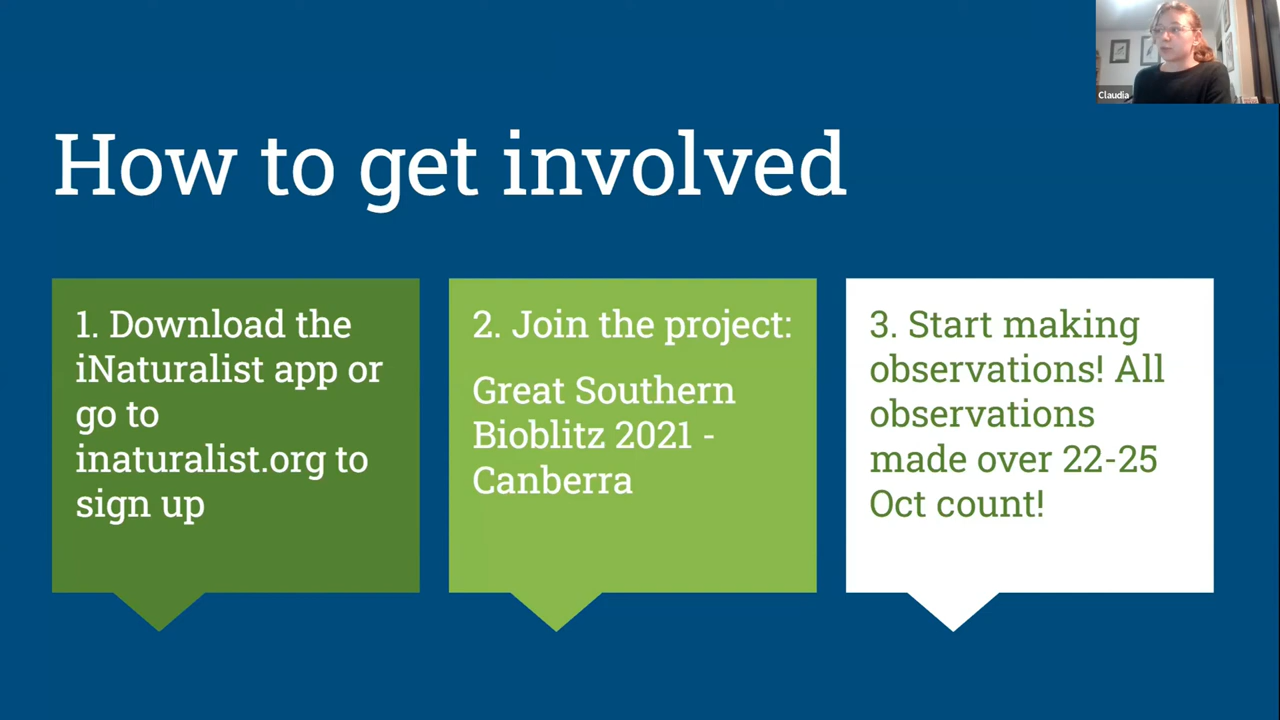 Claudia
How to get involved
1. Download the
iNaturalist app or
go to
inaturalist.org to
sign up
2. Join the project:
Great Southern
Bioblitz 2021 -
Canberra
3. Start making
observations! All
observations
made over 22-25
Oct count!